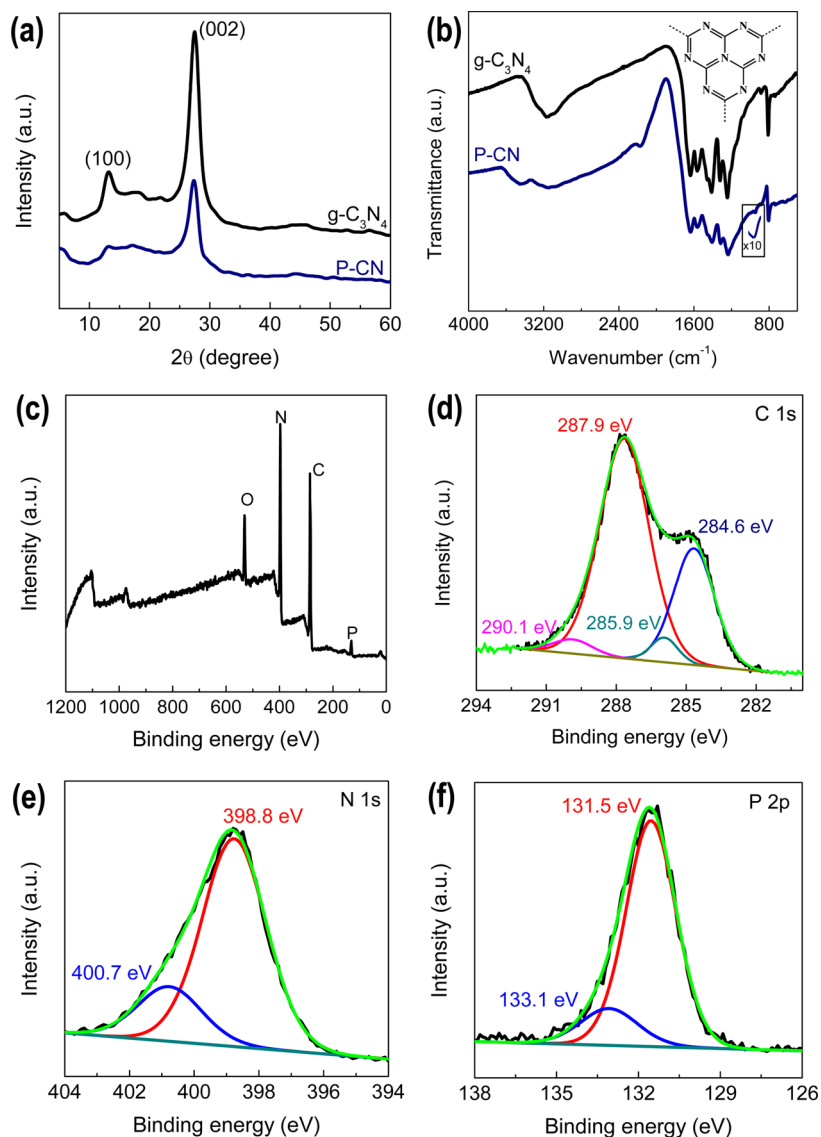 (a)
(002)
(100)
g-C₃N₄
P-CN
Intensity (a.u.)
10 20 30 40 50 60
2θ (degree)
(b)
g-C₃N₄
P-CN
N N N
N N
N N
x10
Transmittance (a.u.)
4000 3200 2400 1600 800
Wavenumber (cm⁻¹)
(c)
N
C
O
P
Intensity (a.u.)
1200 1000 800 600 400 200 0
Binding energy (eV)
(d)
C 1s
287.9 eV
284.6 eV
290.1 eV
285.9 eV
Intensity (a.u.)
294 291 288 285 282
Binding energy (eV)
(e)
N 1s
398.8 eV
400.7 eV
Intensity (a.u.)
404 402 400 398 396 394
Binding energy (eV)
(f)
P 2p
131.5 eV
133.1 eV
Intensity (a.u.)
138 135 132 129 126
Binding energy (eV)